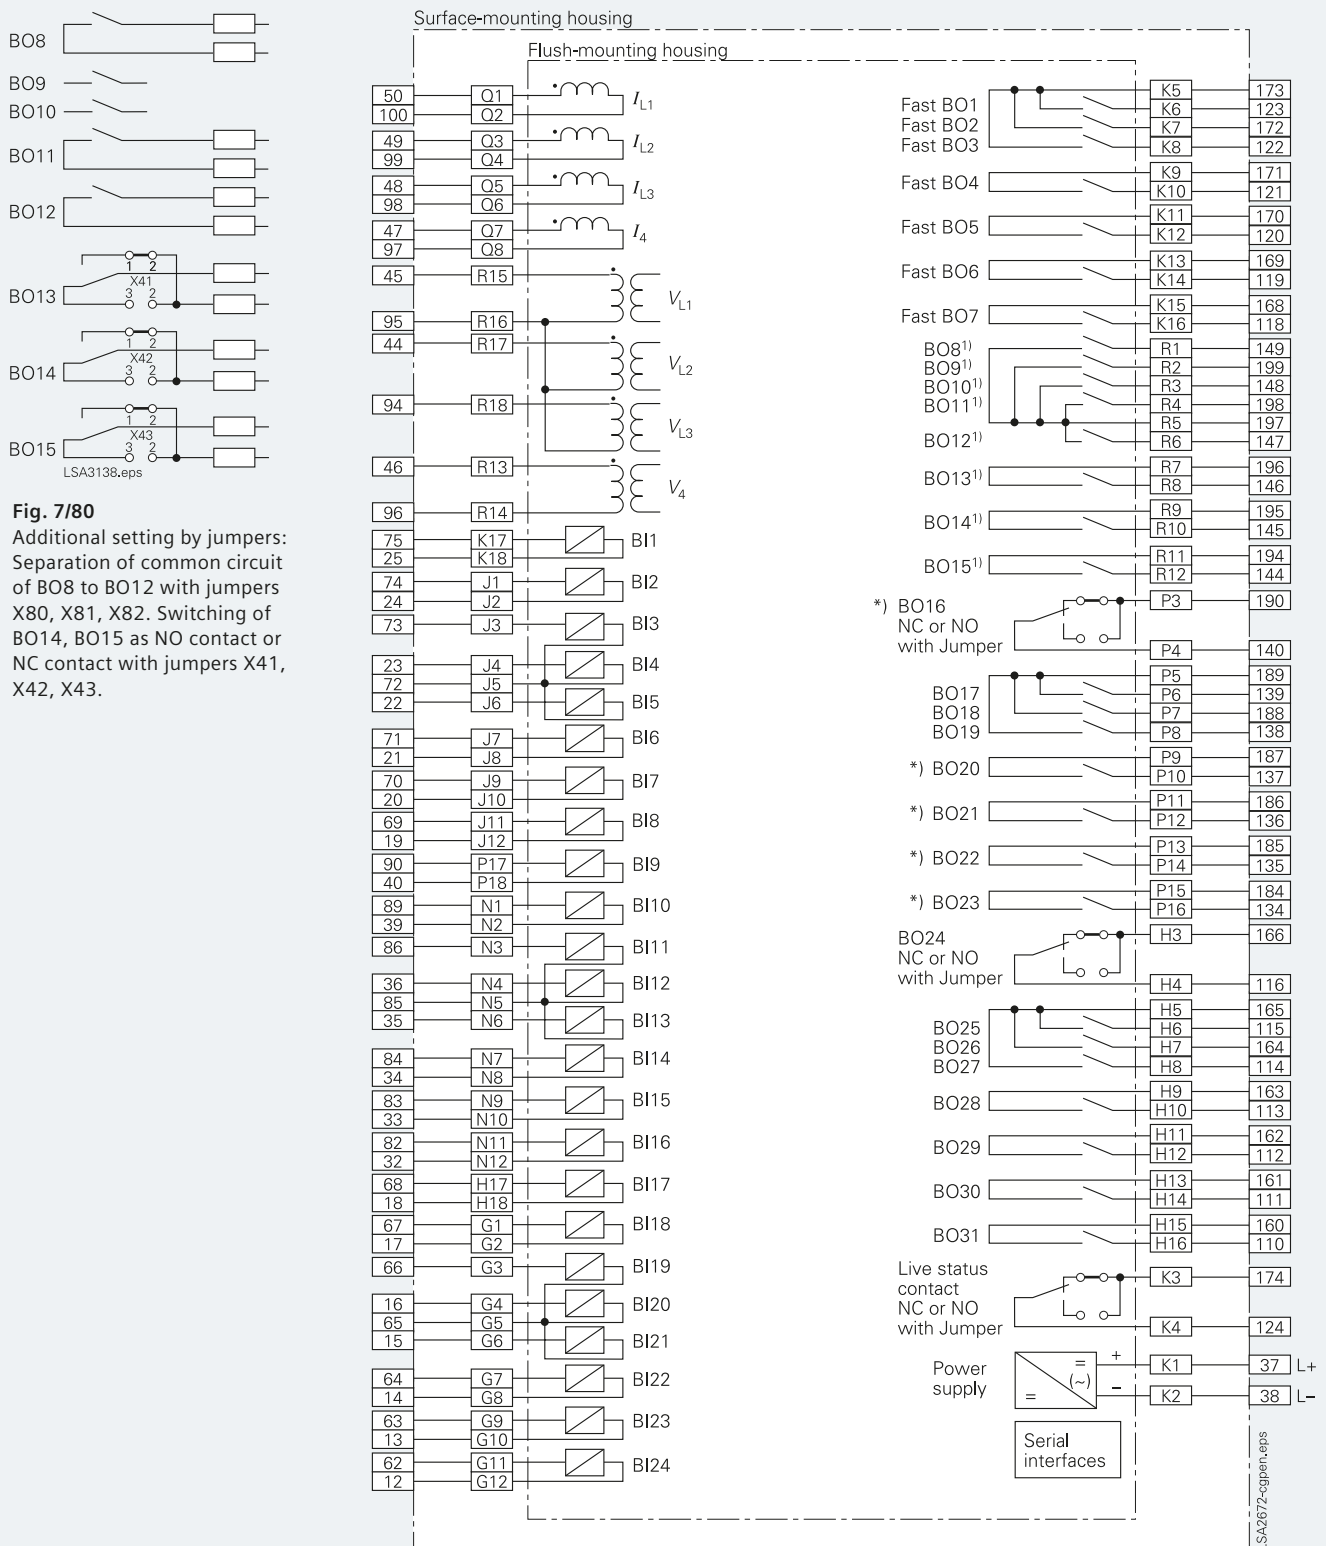 BO8
BO9
BO10
BO11
BO12
1 2
X41
BO13 3 2
1 2
X42
BO14 3 2
1 2
X43
BO15 3 2
LSA3138.eps
Fig. 7/80
Additional setting by jumpers:
Separation of common circuit
of BO8 to BO12 with jumpers
X80, X81, X82. Switching of
BO14, BO15 as NO contact or
NC contact with jumpers X41,
X42, X43.
Surface-mounting housing
Flush-mounting housing
50 Q1 IL1
100 Q2
49 Q3 IL2
99 Q4
48 Q5 IL3
98 Q6
47 Q7 I4
97 Q8
45 R15 VL1
95 R16
44 R17 VL2
94 R18 VL3
46 R13 V4
96 R14
75 K17 BI1
25 K18
74 J1 BI2
24 J2
73 J3 BI3
23 J4 BI4
72 J5
22 J6 BI5
71 J7 BI6
21 J8
70 J9 BI7
20 J10
69 J11 BI8
19 J12
90 P17 BI9
40 P18
89 N1 BI10
39 N2
86 N3 BI11
36 N4 BI12
85 N5
35 N6 BI13
84 N7 BI14
34 N8
83 N9 BI15
33 N10
82 N11 BI16
32 N12
68 H17 BI17
18 H18
67 G1 BI18
17 G2
66 G3 BI19
16 G4 BI20
65 G5
15 G6 BI21
64 G7 BI22
14 G8
63 G9 BI23
13 G10
62 G11 BI24
12 G12
K5 173
Fast BO1 K6 123
Fast BO2 K7 172
Fast BO3 K8 122
Fast BO4 K9 171
K10 121
Fast BO5 K11 170
K12 120
Fast BO6 K13 169
K14 119
Fast BO7 K15 168
K16 118
BO8¹⁾ R1 149
BO9¹⁾ R2 199
BO10¹⁾ R3 148
BO11¹⁾ R4 198
R5 197
BO12¹⁾ R6 147
BO13¹⁾ R7 196
R8 146
BO14¹⁾ R9 195
R10 145
BO15¹⁾ R11 194
R12 144
*) BO16 P3 190
NC or NO
with Jumper P4 140
P5 189
BO17 P6 139
BO18 P7 188
BO19 P8 138
*) BO20 P9 187
P10 137
*) BO21 P11 186
P12 136
*) BO22 P13 185
P14 135
*) BO23 P15 184
P16 134
BO24 H3 166
NC or NO
with Jumper H4 116
H5 165
BO25 H6 115
BO26 H7 164
BO27 H8 114
BO28 H9 163
H10 113
BO29 H11 162
H12 112
BO30 H13 161
H14 111
BO31 H15 160
H16 110
Live status K3 174
contact
NC or NO
with Jumper K4 124
Power = (~) + K1 37 L+
supply = – K2 38 L–
Serial
interfaces
LSA2672-cgpen.eps